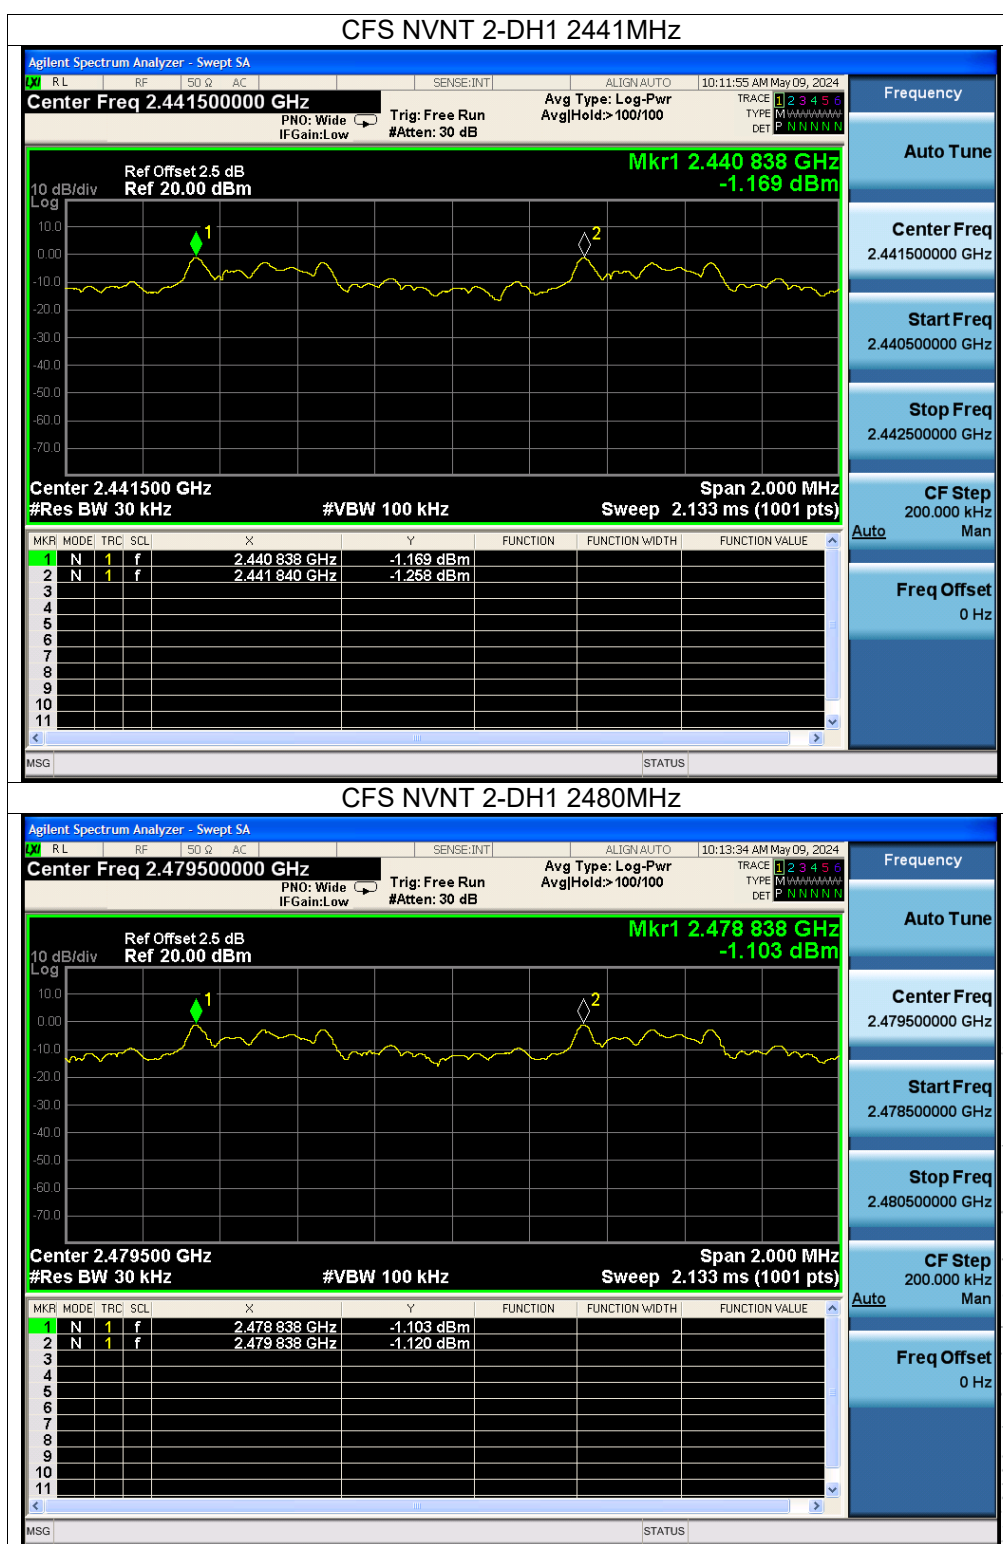 CFS NVNT 2-DH1 2441MHz
Agilent Spectrum Analyzer - Swept SA
LXI RL RF 50 Ω AC SENSE:INT ALIGN AUTO 10:11:55 AM May 09, 2024
Center Freq 2.441500000 GHz Avg Type: Log-Pwr TRACE 1 2 3 4 5 6
PNO: Wide Trig: Free Run Avg|Hold:>100/100 TYPE M WWWWW
IFGain:Low #Atten: 30 dB DET P N N N N N
Mkr1 2.440 838 GHz
-1.169 dBm
Ref Offset 2.5 dB
10 dB/div Ref 20.00 dBm
Log
10.0
0.00
-10.0
-20.0
-30.0
-40.0
-50.0
-60.0
-70.0
1
2
Center 2.441500 GHz Span 2.000 MHz
#Res BW 30 kHz #VBW 100 kHz Sweep 2.133 ms (1001 pts)
MKR MODE TRC SCL X Y FUNCTION FUNCTION WIDTH FUNCTION VALUE
1 N 1 f 2.440 838 GHz -1.169 dBm
2 N 1 f 2.441 840 GHz -1.258 dBm
3
4
5
6
7
8
9
10
11
MSG STATUS
Frequency
Auto Tune
Center Freq
2.441500000 GHz
Start Freq
2.440500000 GHz
Stop Freq
2.442500000 GHz
CF Step
200.000 kHz
Auto Man
Freq Offset
0 Hz
CFS NVNT 2-DH1 2480MHz
Agilent Spectrum Analyzer - Swept SA
LXI RL RF 50 Ω AC SENSE:INT ALIGN AUTO 10:13:34 AM May 09, 2024
Center Freq 2.479500000 GHz Avg Type: Log-Pwr TRACE 1 2 3 4 5 6
PNO: Wide Trig: Free Run Avg|Hold:>100/100 TYPE M WWWWW
IFGain:Low #Atten: 30 dB DET P N N N N N
Mkr1 2.478 838 GHz
-1.103 dBm
Ref Offset 2.5 dB
10 dB/div Ref 20.00 dBm
Log
10.0
0.00
-10.0
-20.0
-30.0
-40.0
-50.0
-60.0
-70.0
1
2
Center 2.479500 GHz Span 2.000 MHz
#Res BW 30 kHz #VBW 100 kHz Sweep 2.133 ms (1001 pts)
MKR MODE TRC SCL X Y FUNCTION FUNCTION WIDTH FUNCTION VALUE
1 N 1 f 2.478 838 GHz -1.103 dBm
2 N 1 f 2.479 838 GHz -1.120 dBm
3
4
5
6
7
8
9
10
11
MSG STATUS
Frequency
Auto Tune
Center Freq
2.479500000 GHz
Start Freq
2.478500000 GHz
Stop Freq
2.480500000 GHz
CF Step
200.000 kHz
Auto Man
Freq Offset
0 Hz